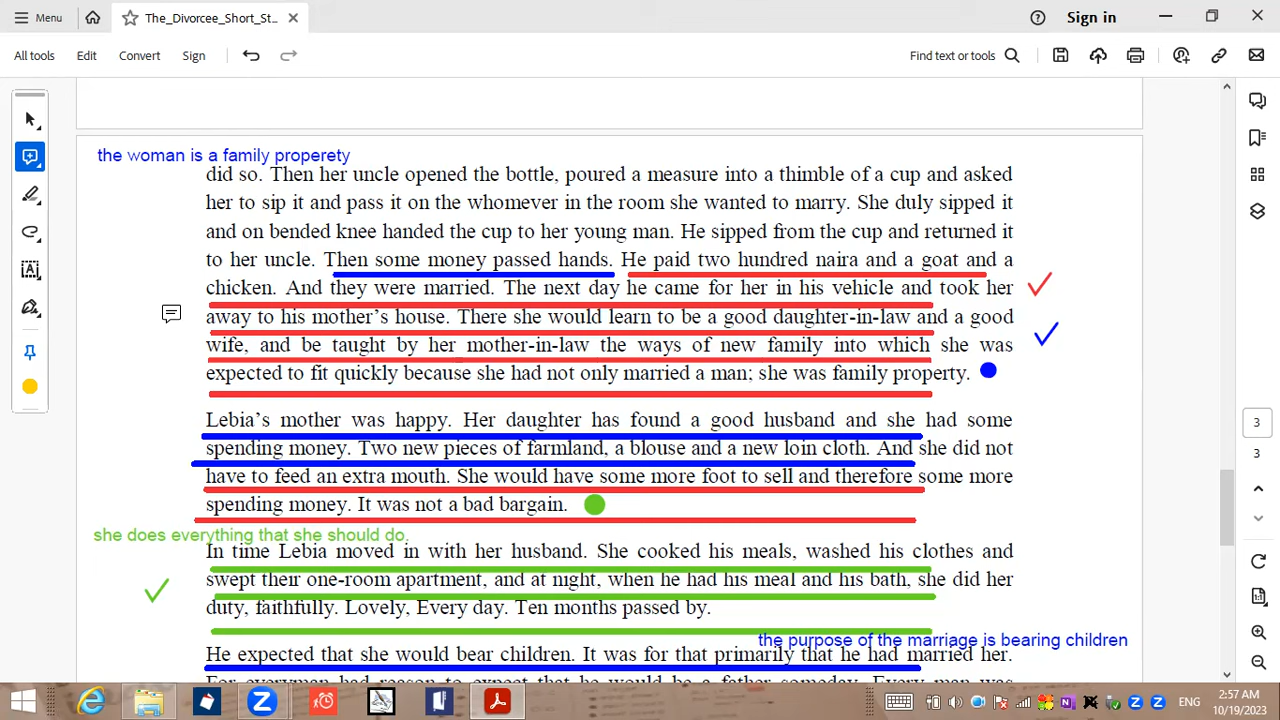 Menu
The_Divorcee_Short_St...
Sign in
All tools
Edit
Convert
Sign
Find text or tools
the woman is a family properety
did so. Then her uncle opened the bottle, poured a measure into a thimble of a cup and asked
her to sip it and pass it on the whomever in the room she wanted to marry. She duly sipped it
and on bended knee handed the cup to her young man. He sipped from the cup and returned it
to her uncle. Then some money passed hands. He paid two hundred naira and a goat and a
chicken. And they were married. The next day he came for her in his vehicle and took her
away to his mother's house. There she would learn to be a good daughter-in-law and a good
wife, and be taught by her mother-in-law the ways of new family into which she was
expected to fit quickly because she had not only married a man; she was family property.
Lebia's mother was happy. Her daughter has found a good husband and she had some
spending money. Two new pieces of farmland, a blouse and a new loin cloth. And she did not
have to feed an extra mouth. She would have some more foot to sell and therefore some more
spending money. It was not a bad bargain.
she does everything that she should do.
In time Lebia moved in with her husband. She cooked his meals, washed his clothes and
swept their one-room apartment, and at night, when he had his meal and his bath, she did her
duty, faithfully. Lovely, Every day. Ten months passed by.
the purpose of the marriage is bearing children
He expected that she would bear children. It was for that primarily that he had married her.
For everyman had reason to expect that he would be a father someday. Every man was
3
3
ENG
2:57 AM
10/19/2023